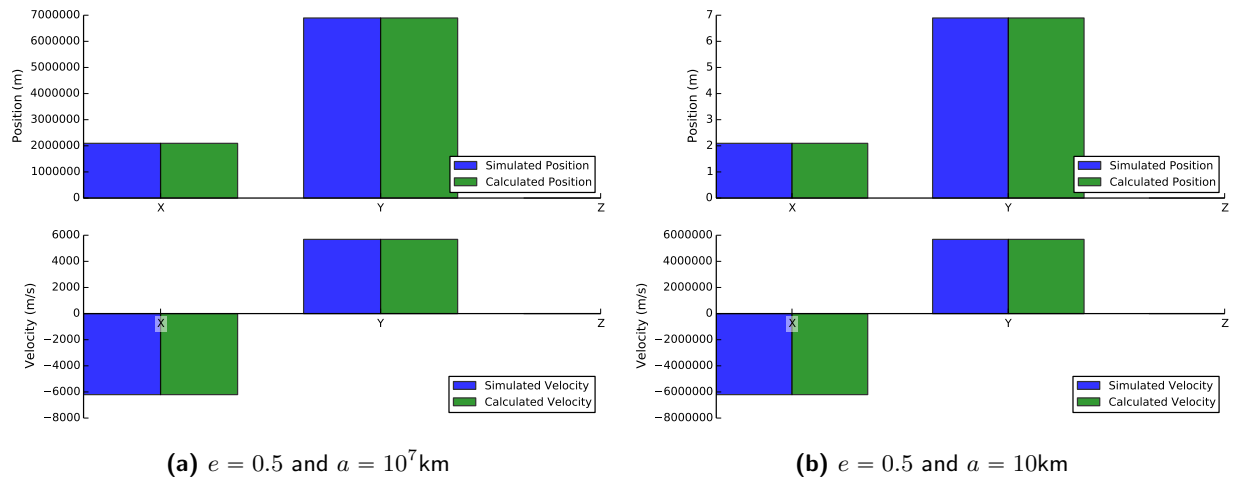 7000000
6000000
5000000
4000000
3000000
2000000
1000000
0
Position (m)
Simulated Position
Calculated Position
X Y Z
6000
4000
2000
0
−2000
−4000
−6000
−8000
Velocity (m/s)
X Y Z
Simulated Velocity
Calculated Velocity
(a) e = 0.5 and a = 10⁷km
7
6
5
4
3
2
1
0
Position (m)
Simulated Position
Calculated Position
X Y Z
6000000
4000000
2000000
0
−2000000
−4000000
−6000000
−8000000
Velocity (m/s)
X Y Z
Simulated Velocity
Calculated Velocity
(b) e = 0.5 and a = 10km